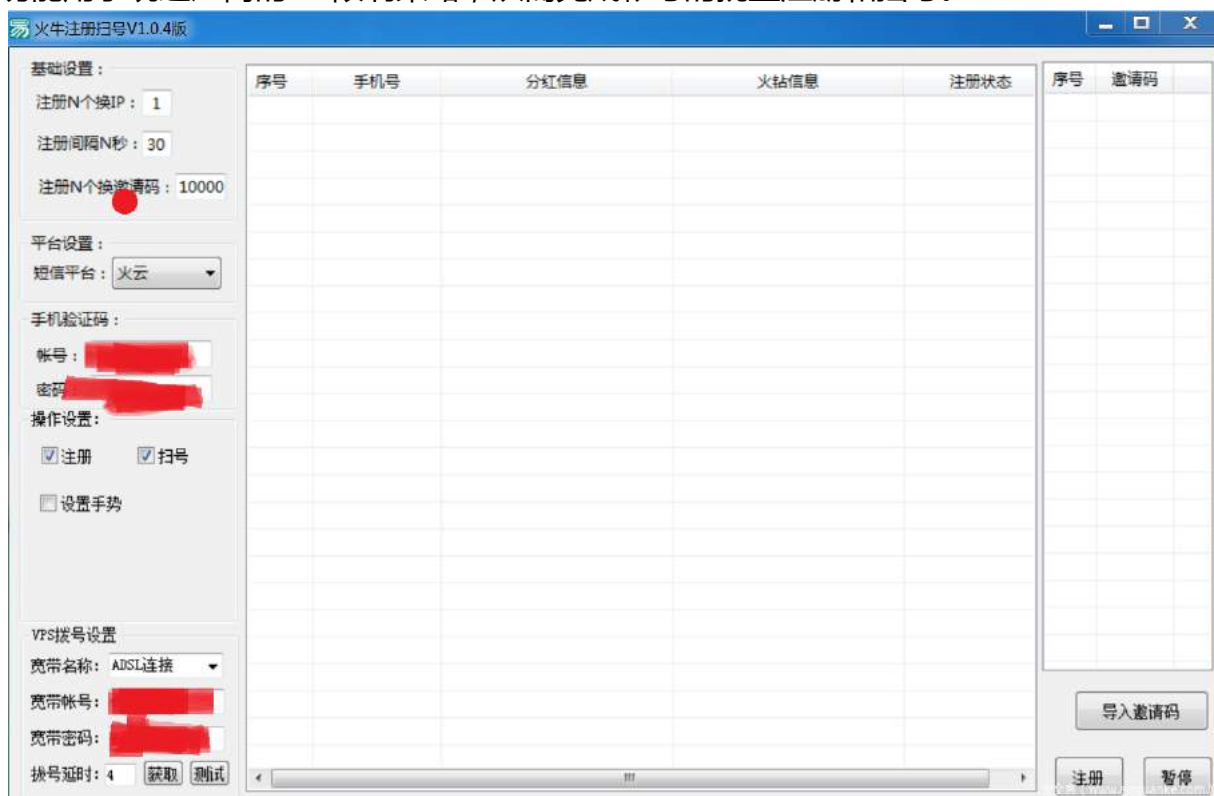 火牛注册扫号V1.0.4版
基础设置：
注册N个换IP： 1
注册间隔N秒： 30
注册N个换邀请码： 10000
平台设置：
短信平台： 火云
手机验证码：
帐号：
密码
操作设置:
注册 扫号
设置手势
VPS拨号设置
宽带名称: ADSL连接
宽带帐号:
宽带密码:
拨号延时: 4 获取 测试
序号 手机号 分红信息 火钻信息 注册状态
序号 邀请码
导入邀请码
注册 暂停